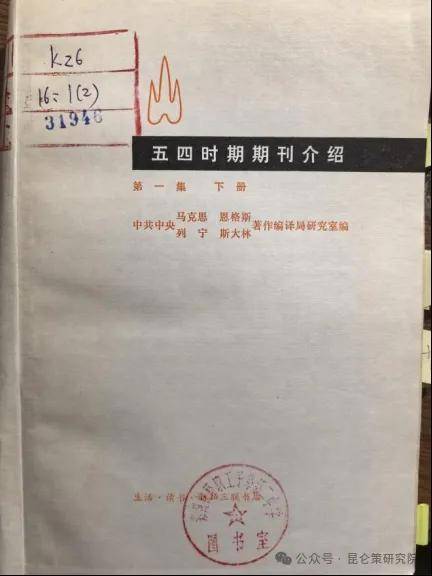 K26
16=1(2)
31946
五四时期期刊介绍
第一集 下册
中共中央马克思 恩格斯 列宁 斯大林著作编译局研究室编
生活·读书·新知三联书店
图书室
公众号·昆仑策研究院